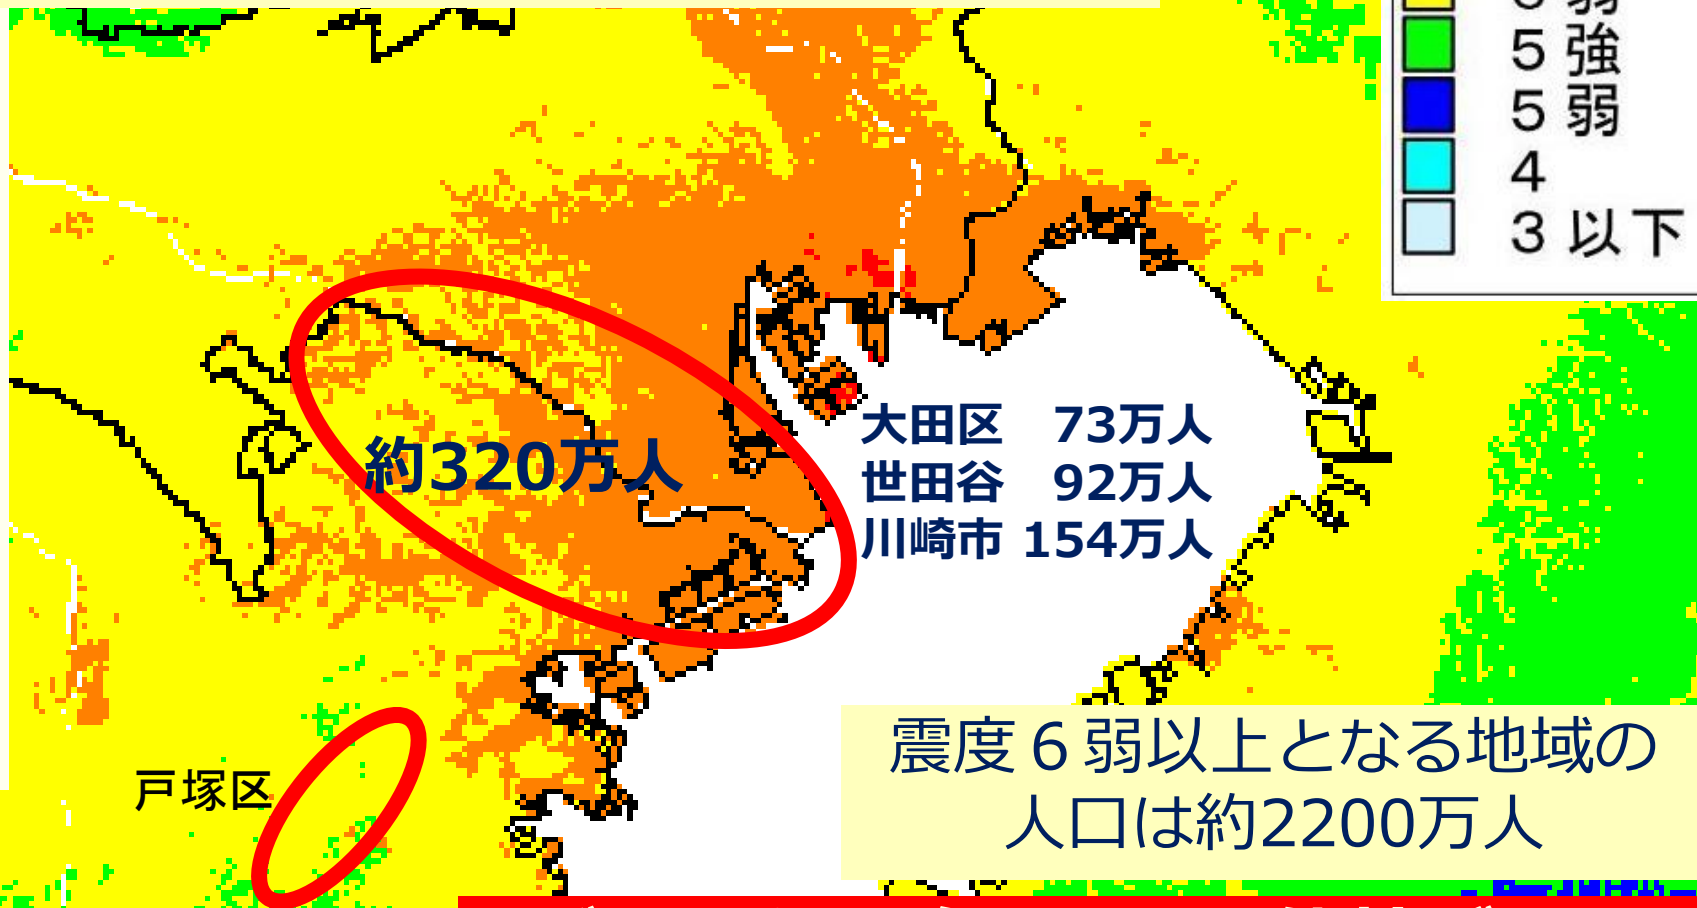 5 強
5 弱
4
3 以下
大田区　73万人
世田谷　92万人
川崎市 154万人
約320万人
戸塚区
震度６弱以上となる地域の
人口は約2200万人